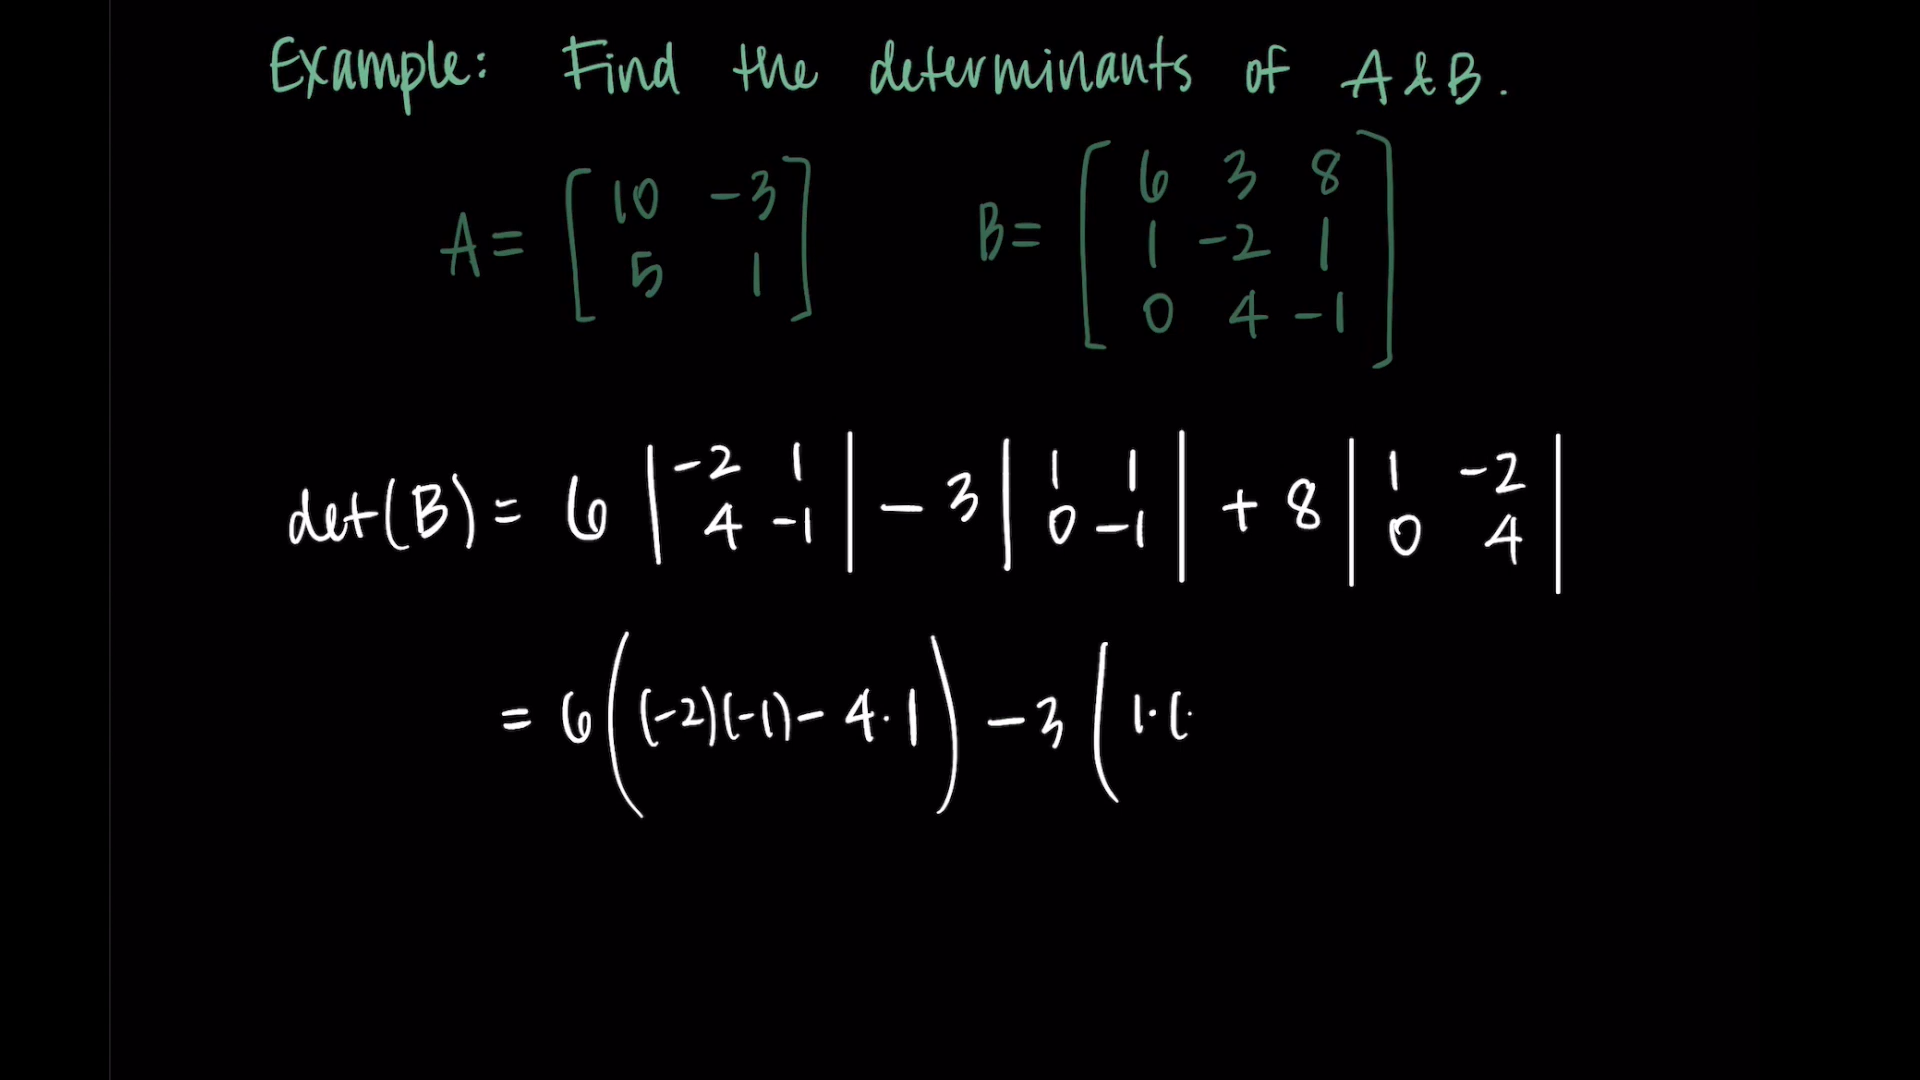 Example: Find the determinants of A & B.
A = [ 10 -3 ] B = [ 6 3 8 ]
[ 5 1 ] [ 1 -2 1 ]
[ 0 4 -1 ]
det(B) = 6 | -2 1 | - 3 | 1 1 | + 8 | 1 -2 |
| 4 -1 | | 0 -1 | | 0 4 |
= 6 ( (-2)(-1) - 4 · 1 ) - 3 ( 1 · (